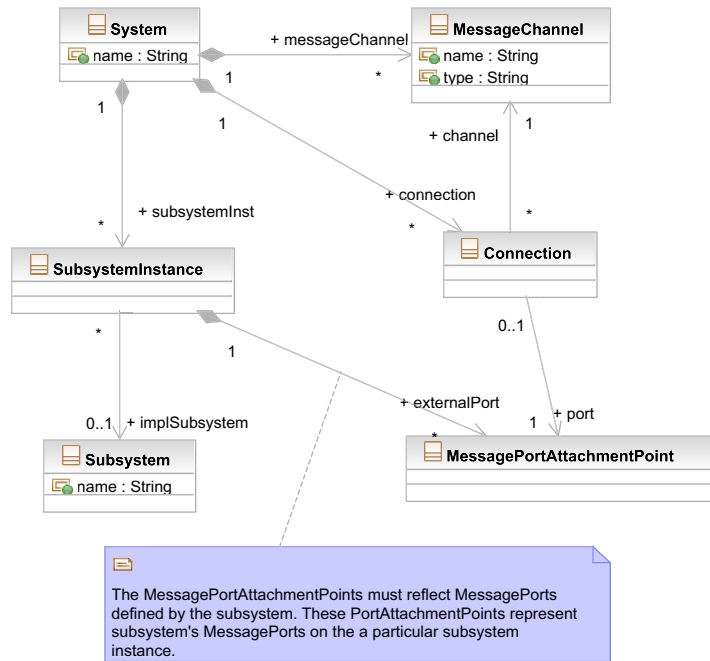 System
name : String
1
1
1
+ messageChannel
*
MessageChannel
name : String
type : String
+ channel
1
*
+ connection
*
+ subsystemInst
*
SubsystemInstance
Connection
*
1
0..1
0..1
+ implSubsystem
+ externalPort
*
1
+ port
Subsystem
name : String
MessagePortAttachmentPoint
The MessagePortAttachmentPoints must reflect MessagePorts
defined by the subsystem. These PortAttachmentPoints represent
subsystem's MessagePorts on the a particular subsystem
instance.